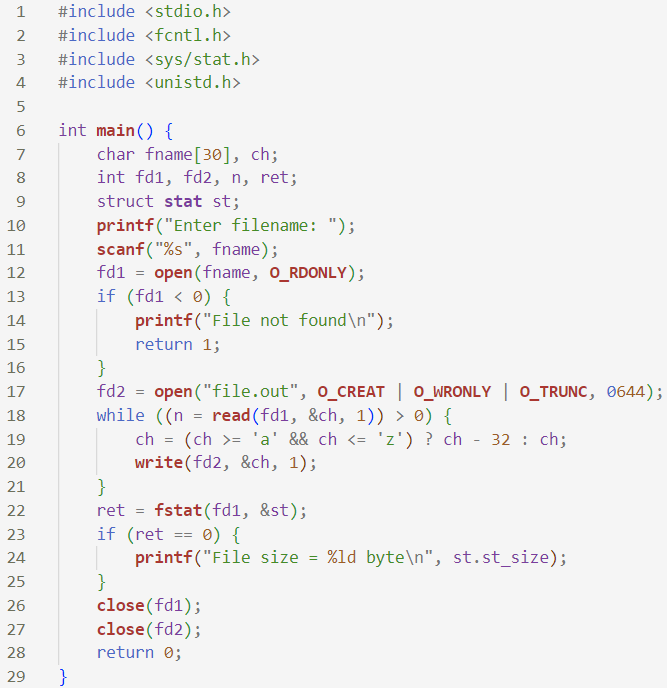 1 #include <stdio.h>
2 #include <fcntl.h>
3 #include <sys/stat.h>
4 #include <unistd.h>
5
6 int main() {
7     char fname[30], ch;
8     int fd1, fd2, n, ret;
9     struct stat st;
10     printf("Enter filename: ");
11     scanf("%s", fname);
12     fd1 = open(fname, O_RDONLY);
13     if (fd1 < 0) {
14         printf("File not found\n");
15         return 1;
16     }
17     fd2 = open("file.out", O_CREAT | O_WRONLY | O_TRUNC, 0644);
18     while ((n = read(fd1, &ch, 1)) > 0) {
19         ch = (ch >= 'a' && ch <= 'z') ? ch - 32 : ch;
20         write(fd2, &ch, 1);
21     }
22     ret = fstat(fd1, &st);
23     if (ret == 0) {
24         printf("File size = %ld byte\n", st.st_size);
25     }
26     close(fd1);
27     close(fd2);
28     return 0;
29 }